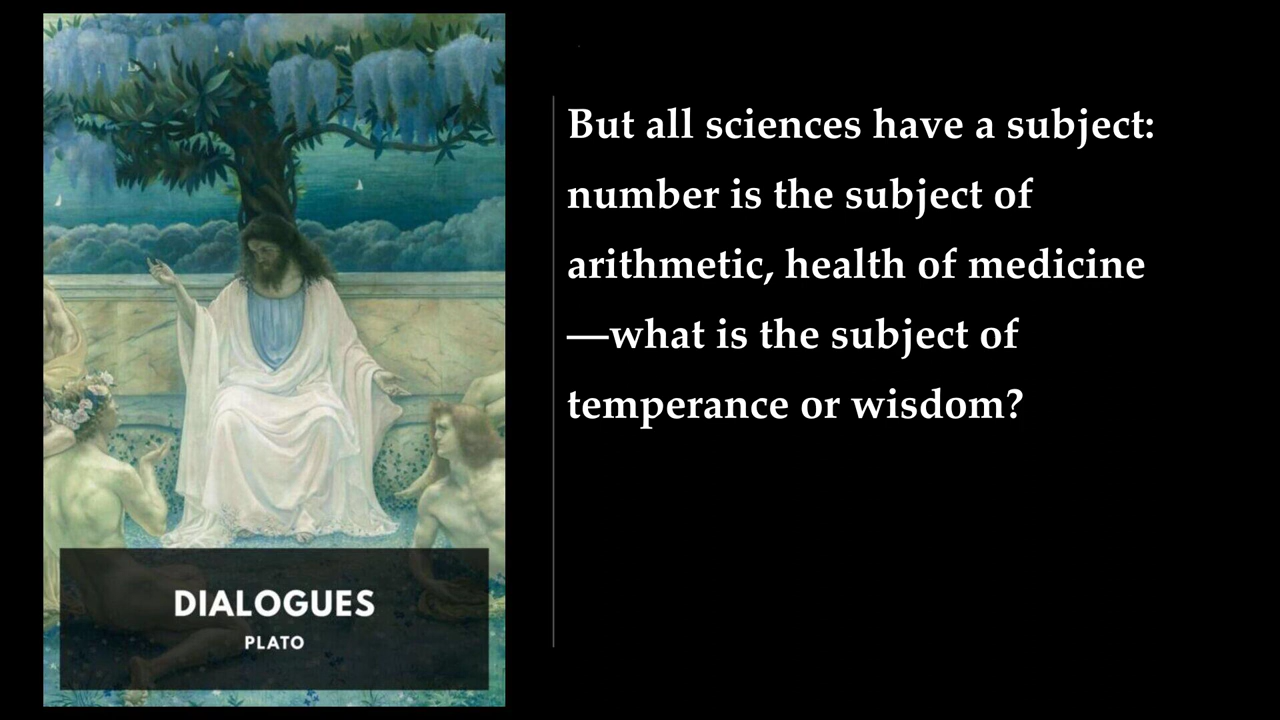 But all sciences have a subject:
number is the subject of
arithmetic, health of medicine
—what is the subject of
temperance or wisdom?
DIALOGUES
PLATO